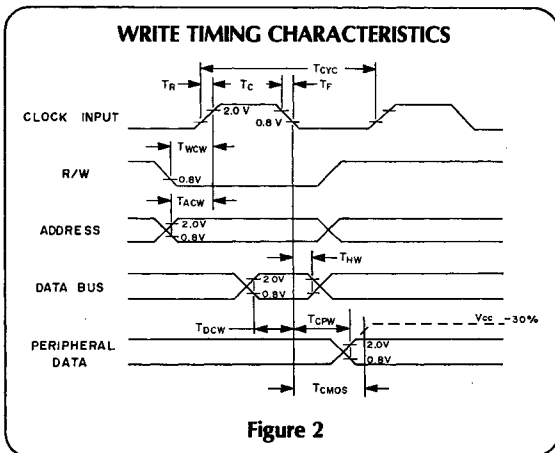 WRITE TIMING CHARACTERISTICS
TCYC
TR
TC
TF
CLOCK INPUT
2.0 V
0.8V
TWCW
R/W
0.8V
TACW
ADDRESS
2.0V
0.8V
THW
DATA BUS
2.0V
0.8V
TDCW
TCPW
Vcc -30%
PERIPHERAL
DATA
2.0V
0.8V
TCMOS
Figure 2